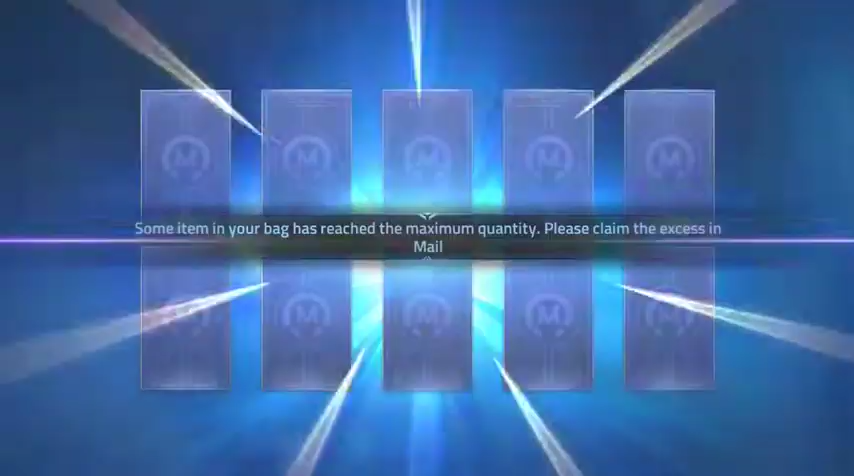 M M M M M
Some item in your bag has reached the maximum quantity. Please claim the excess in
Mail
M M M M M